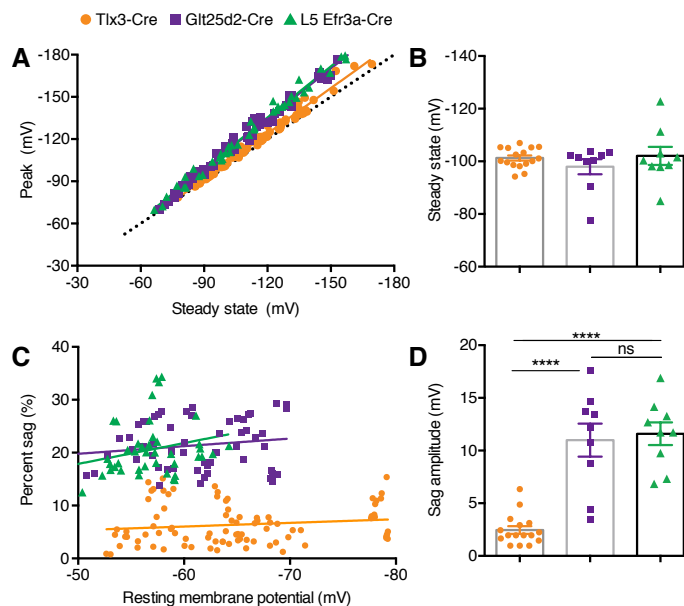 Tlx3-Cre Glt25d2-Cre L5 Efr3a-Cre
A
-180
-150
-120
-90
-60
-30
Peak (mV)
-30 -60 -90 -120 -150 -180
Steady state (mV)
B
-140
-120
-100
-80
-60
Steady state (mV)
C
40
30
20
10
0
Percent sag (%)
-50 -60 -70 -80
Resting membrane potential (mV)
D
20
15
10
5
0
Sag amplitude (mV)
****
****
ns